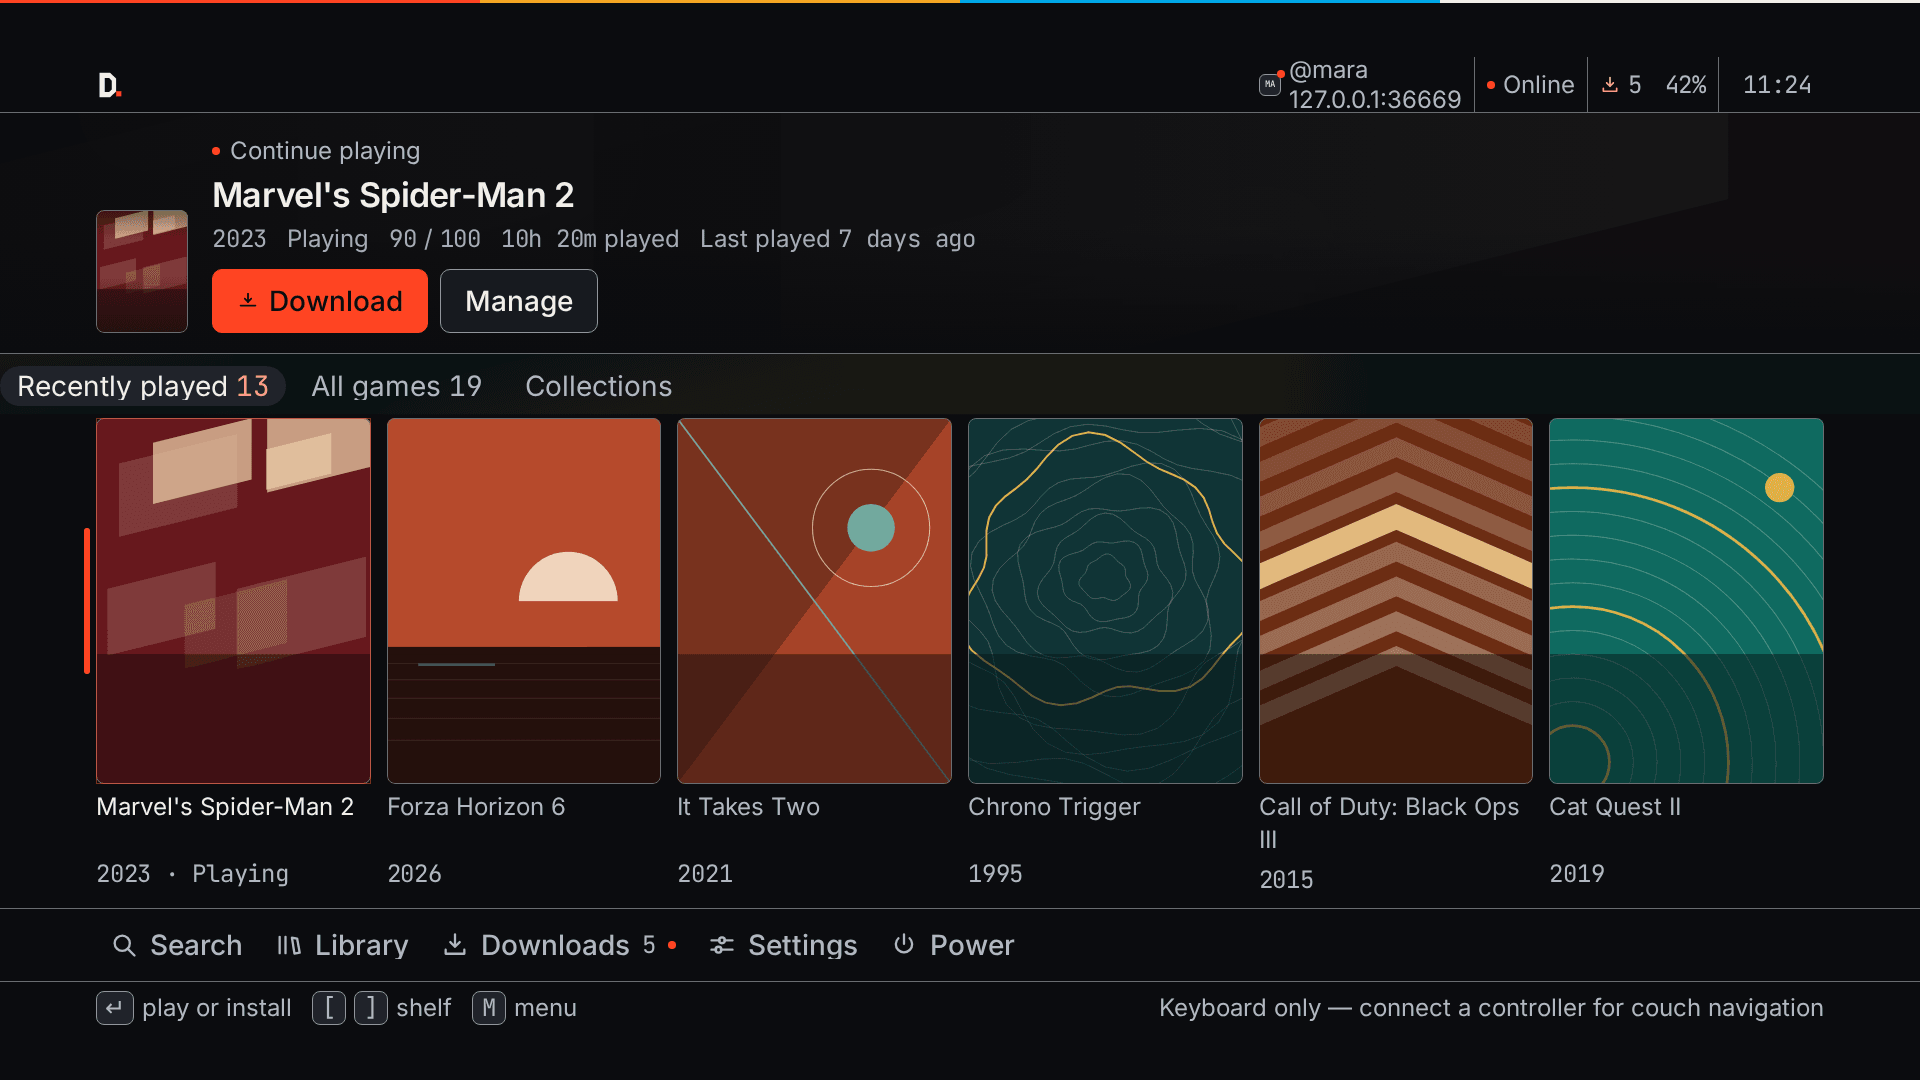 D.
MA
@mara
127.0.0.1:36669
Online
5 42%
11:24
Continue playing
Marvel's Spider-Man 2
2023 Playing 90 / 100 10h 20m played Last played 7 days ago
Download
Manage
Recently played 13
All games 19
Collections
Marvel's Spider-Man 2
2023 · Playing
Forza Horizon 6
2026
It Takes Two
2021
Chrono Trigger
1995
Call of Duty: Black Ops
III
2015
Cat Quest II
2019
Search
Library
Downloads 5
Settings
Power
↵ play or install [ ] shelf M menu
Keyboard only — connect a controller for couch navigation